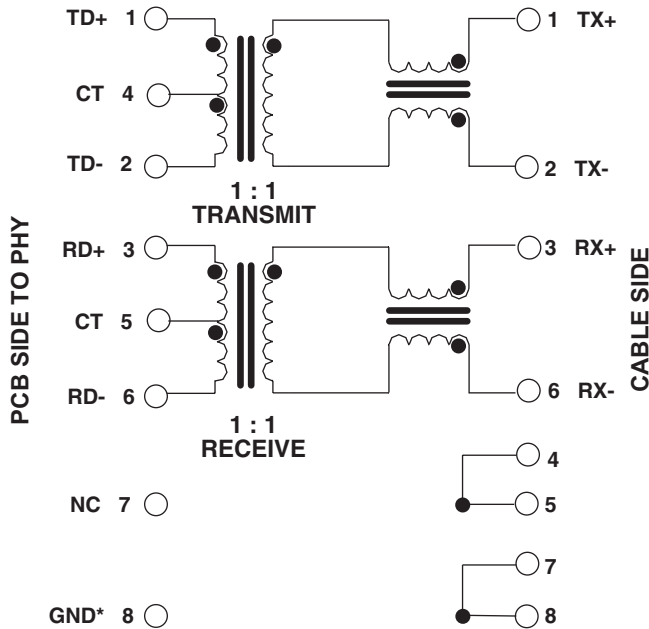 TD+ 1
1 TX+
CT 4
TD- 2
2 TX-
1 : 1
TRANSMIT
RD+ 3
3 RX+
CT 5
RD- 6
6 RX-
1 : 1
RECEIVE
4
NC 7
5
7
GND* 8
8
PCB SIDE TO PHY
CABLE SIDE